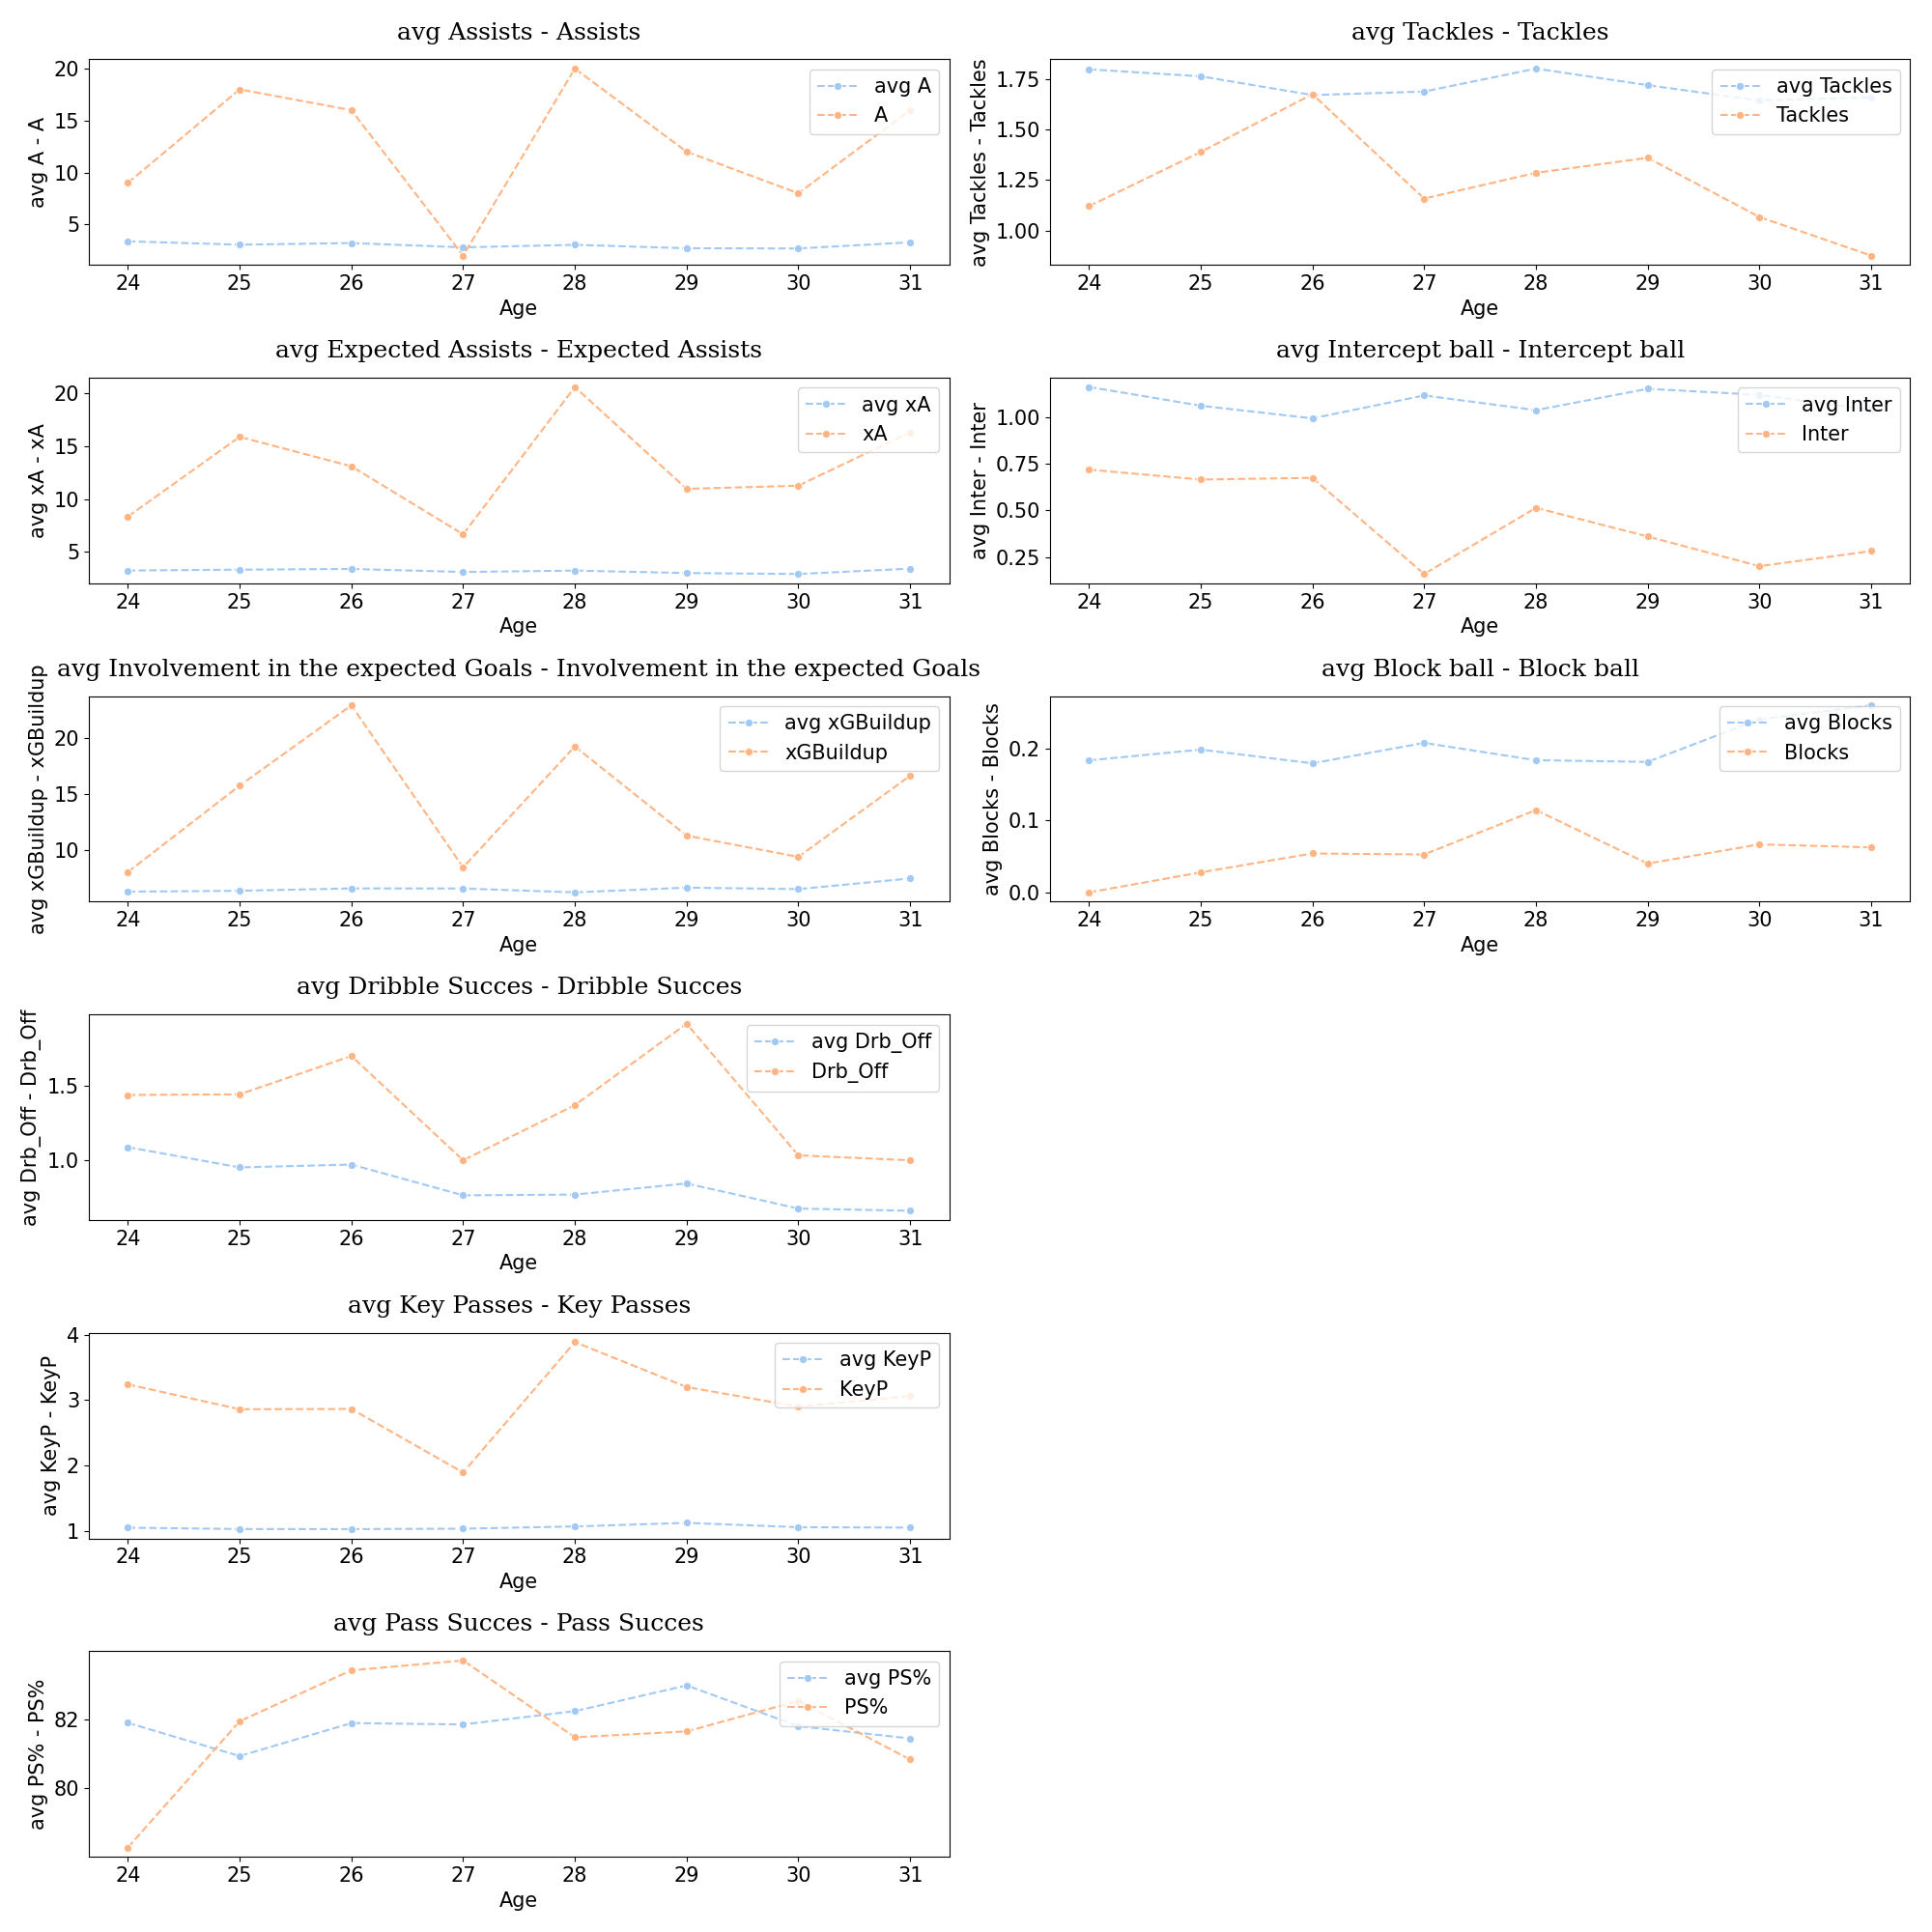 avg Assists - Assists
avg A - A
20
15
10
5
avg A
A
24 25 26 27 28 29 30 31
Age
avg Tackles - Tackles
avg Tackles - Tackles
1.75
1.50
1.25
1.00
avg Tackles
Tackles
24 25 26 27 28 29 30 31
Age
avg Expected Assists - Expected Assists
avg xA - xA
20
15
10
5
avg xA
xA
24 25 26 27 28 29 30 31
Age
avg Intercept ball - Intercept ball
avg Inter - Inter
1.00
0.75
0.50
0.25
avg Inter
Inter
24 25 26 27 28 29 30 31
Age
avg Involvement in the expected Goals - Involvement in the expected Goals
avg xGBuildup - xGBuildup
20
15
10
avg xGBuildup
xGBuildup
24 25 26 27 28 29 30 31
Age
avg Block ball - Block ball
avg Blocks - Blocks
0.2
0.1
0.0
avg Blocks
Blocks
24 25 26 27 28 29 30 31
Age
avg Dribble Succes - Dribble Succes
avg Drb_Off - Drb_Off
1.5
1.0
avg Drb_Off
Drb_Off
24 25 26 27 28 29 30 31
Age
avg Key Passes - Key Passes
avg KeyP - KeyP
4
3
2
1
avg KeyP
KeyP
24 25 26 27 28 29 30 31
Age
avg Pass Succes - Pass Succes
avg PS% - PS%
82
80
avg PS%
PS%
24 25 26 27 28 29 30 31
Age